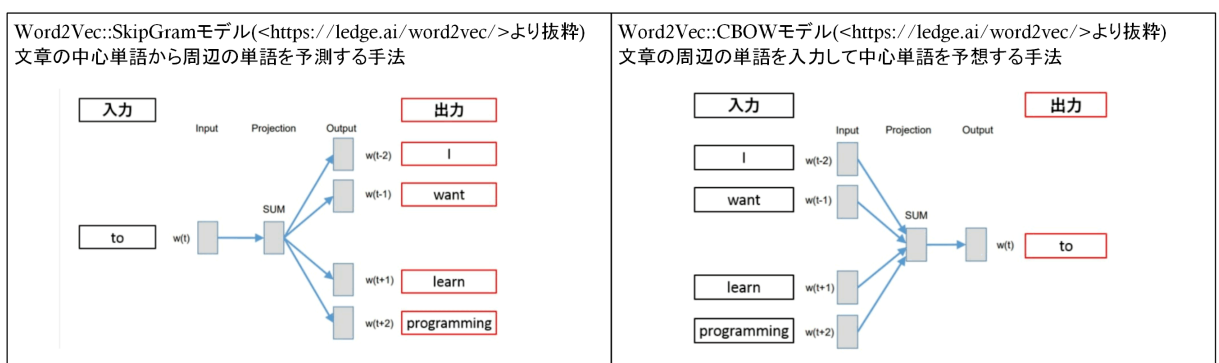 Word2Vec::SkipGramモデル(<https://ledge.ai/word2vec/>より抜粋)
文章の中心単語から周辺の単語を予測する手法
入力
出力
Input Projection Output
w(t-2) I
w(t-1) want
SUM
to w(t)
w(t+1) learn
w(t+2) programming
Word2Vec::CBOWモデル(<https://ledge.ai/word2vec/>より抜粋)
文章の周辺の単語を入力して中心単語を予想する手法
入力
出力
Input Projection Output
I w(t-2)
want w(t-1)
SUM
w(t) to
learn w(t+1)
programming w(t+2)